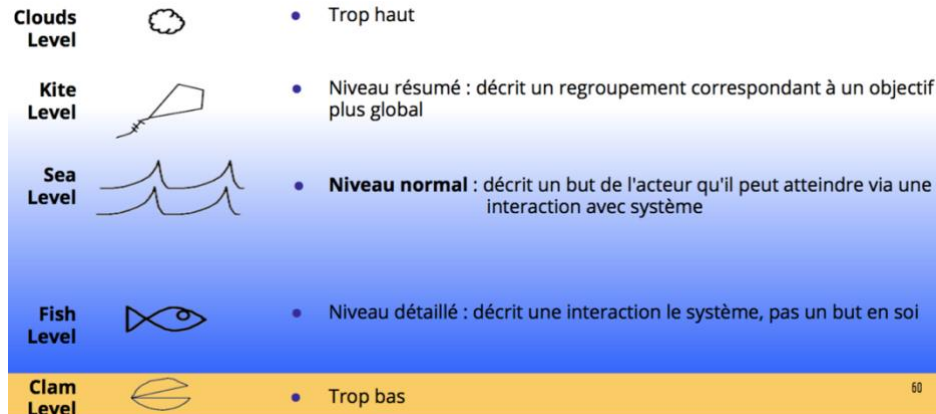 Clouds
Level
• Trop haut
Kite
Level
• Niveau résumé : décrit un regroupement correspondant à un objectif
plus global
Sea
Level
• Niveau normal : décrit un but de l'acteur qu'il peut atteindre via une
interaction avec système
Fish
Level
• Niveau détaillé : décrit une interaction le système, pas un but en soi
Clam
Level
• Trop bas
60